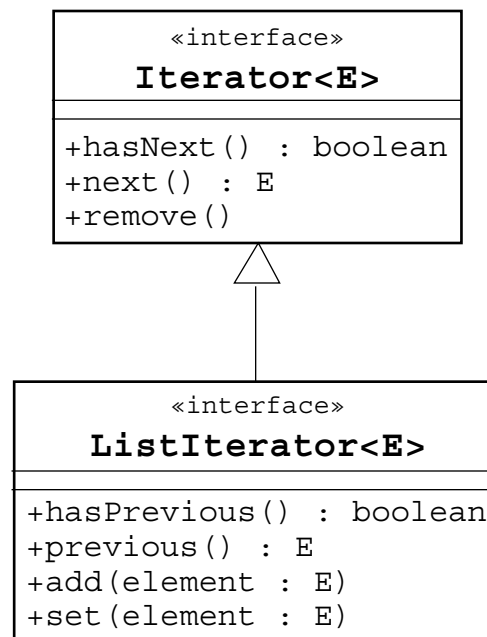 «interface»
Iterator<E>
+hasNext() : boolean
+next() : E
+remove()
«interface»
ListIterator<E>
+hasPrevious() : boolean
+previous() : E
+add(element : E)
+set(element : E)